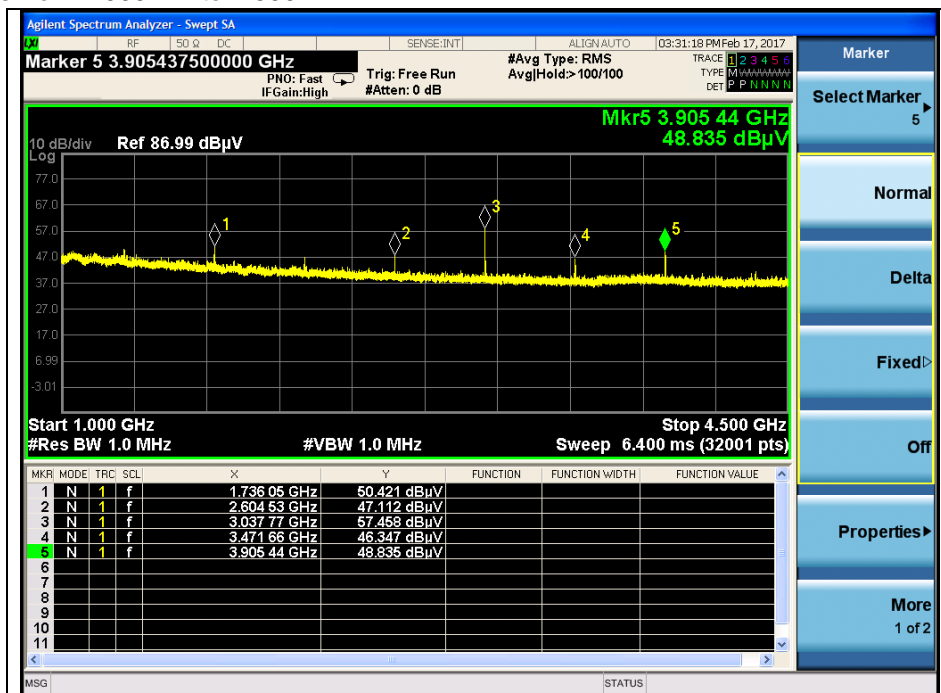 Agilent Spectrum Analyzer - Swept SA
LXI RF 50 Ω DC SENSE:INT ALIGN AUTO 03:31:18 PM Feb 17, 2017
Marker 5 3.905437500000 GHz
PNO: Fast
IFGain:High
Trig: Free Run
#Atten: 0 dB
#Avg Type: RMS
Avg|Hold:>100/100
TRACE 1 2 3 4 5 6
TYPE M W W W W W
DET P P N N N N
Mkr5 3.905 44 GHz
48.835 dBµV
10 dB/div
Log
Ref 86.99 dBµV
77.0
67.0
57.0
47.0
37.0
27.0
17.0
6.99
-3.01
1
2
3
4
5
Start 1.000 GHz
Stop 4.500 GHz
#Res BW 1.0 MHz
#VBW 1.0 MHz
Sweep 6.400 ms (32001 pts)
MKR MODE TRC SCL X Y FUNCTION FUNCTION WIDTH FUNCTION VALUE
1 N 1 f 1.736 05 GHz 50.421 dBµV
2 N 1 f 2.604 53 GHz 47.112 dBµV
3 N 1 f 3.037 77 GHz 57.458 dBµV
4 N 1 f 3.471 66 GHz 46.347 dBµV
5 N 1 f 3.905 44 GHz 48.835 dBµV
6
7
8
9
10
11
MSG
STATUS
Marker
Select Marker
5
Normal
Delta
Fixed
Off
Properties
More
1 of 2